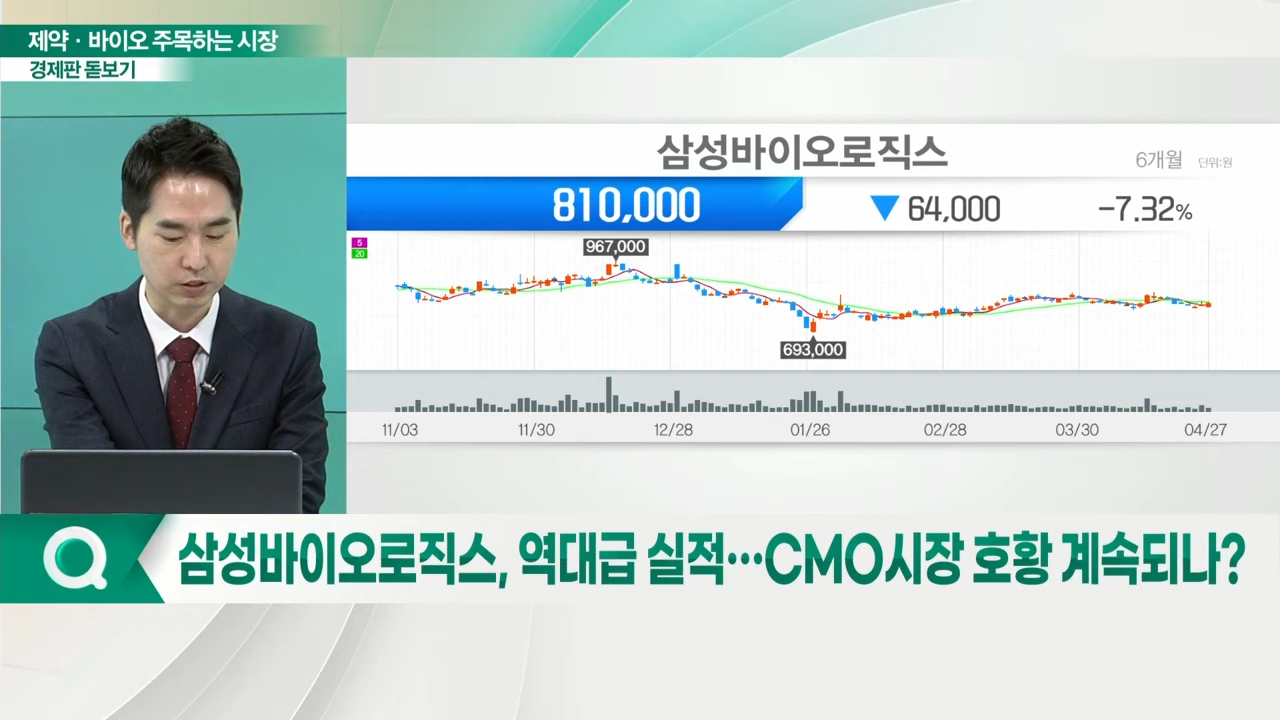 제약·바이오 주목하는 시장
경제판 돋보기
삼성바이오로직스
6개월 단위:원
810,000 ▼ 64,000 -7.32%
5
20
967,000
693,000
11/03 11/30 12/28 01/26 02/28 03/30 04/27
삼성바이오로직스, 역대급 실적…CMO시장 호황 계속되나?